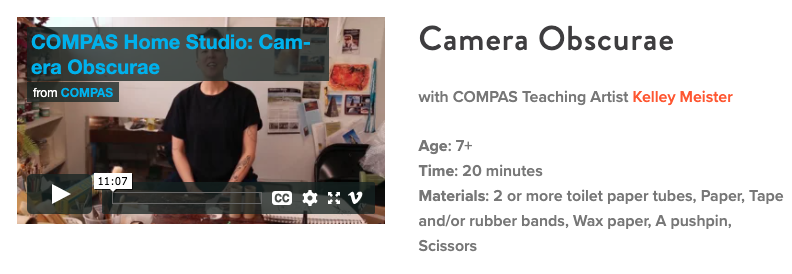 COMPAS Home Studio: Cam-
era Obscurae
from COMPAS
11:07
CC
Camera Obscurae
with COMPAS Teaching Artist Kelley Meister
Age: 7+
Time: 20 minutes
Materials: 2 or more toilet paper tubes, Paper, Tape
and/or rubber bands, Wax paper, A pushpin,
Scissors